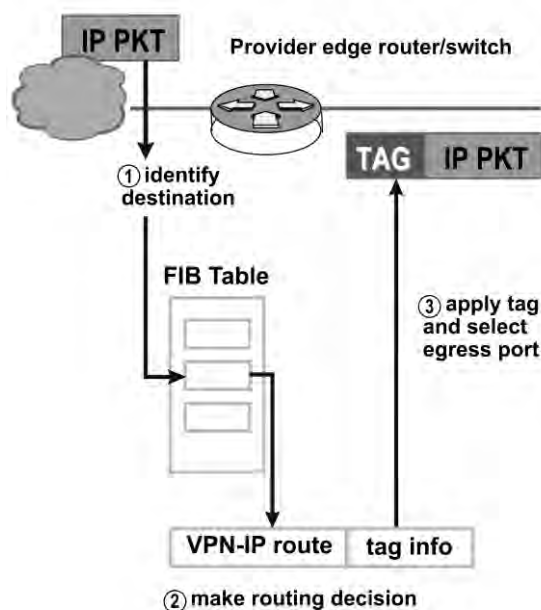 IP PKT
Provider edge router/switch
TAG IP PKT
① identify
destination
FIB Table
③ apply tag
and select
egress port
VPN-IP route tag info
② make routing decision